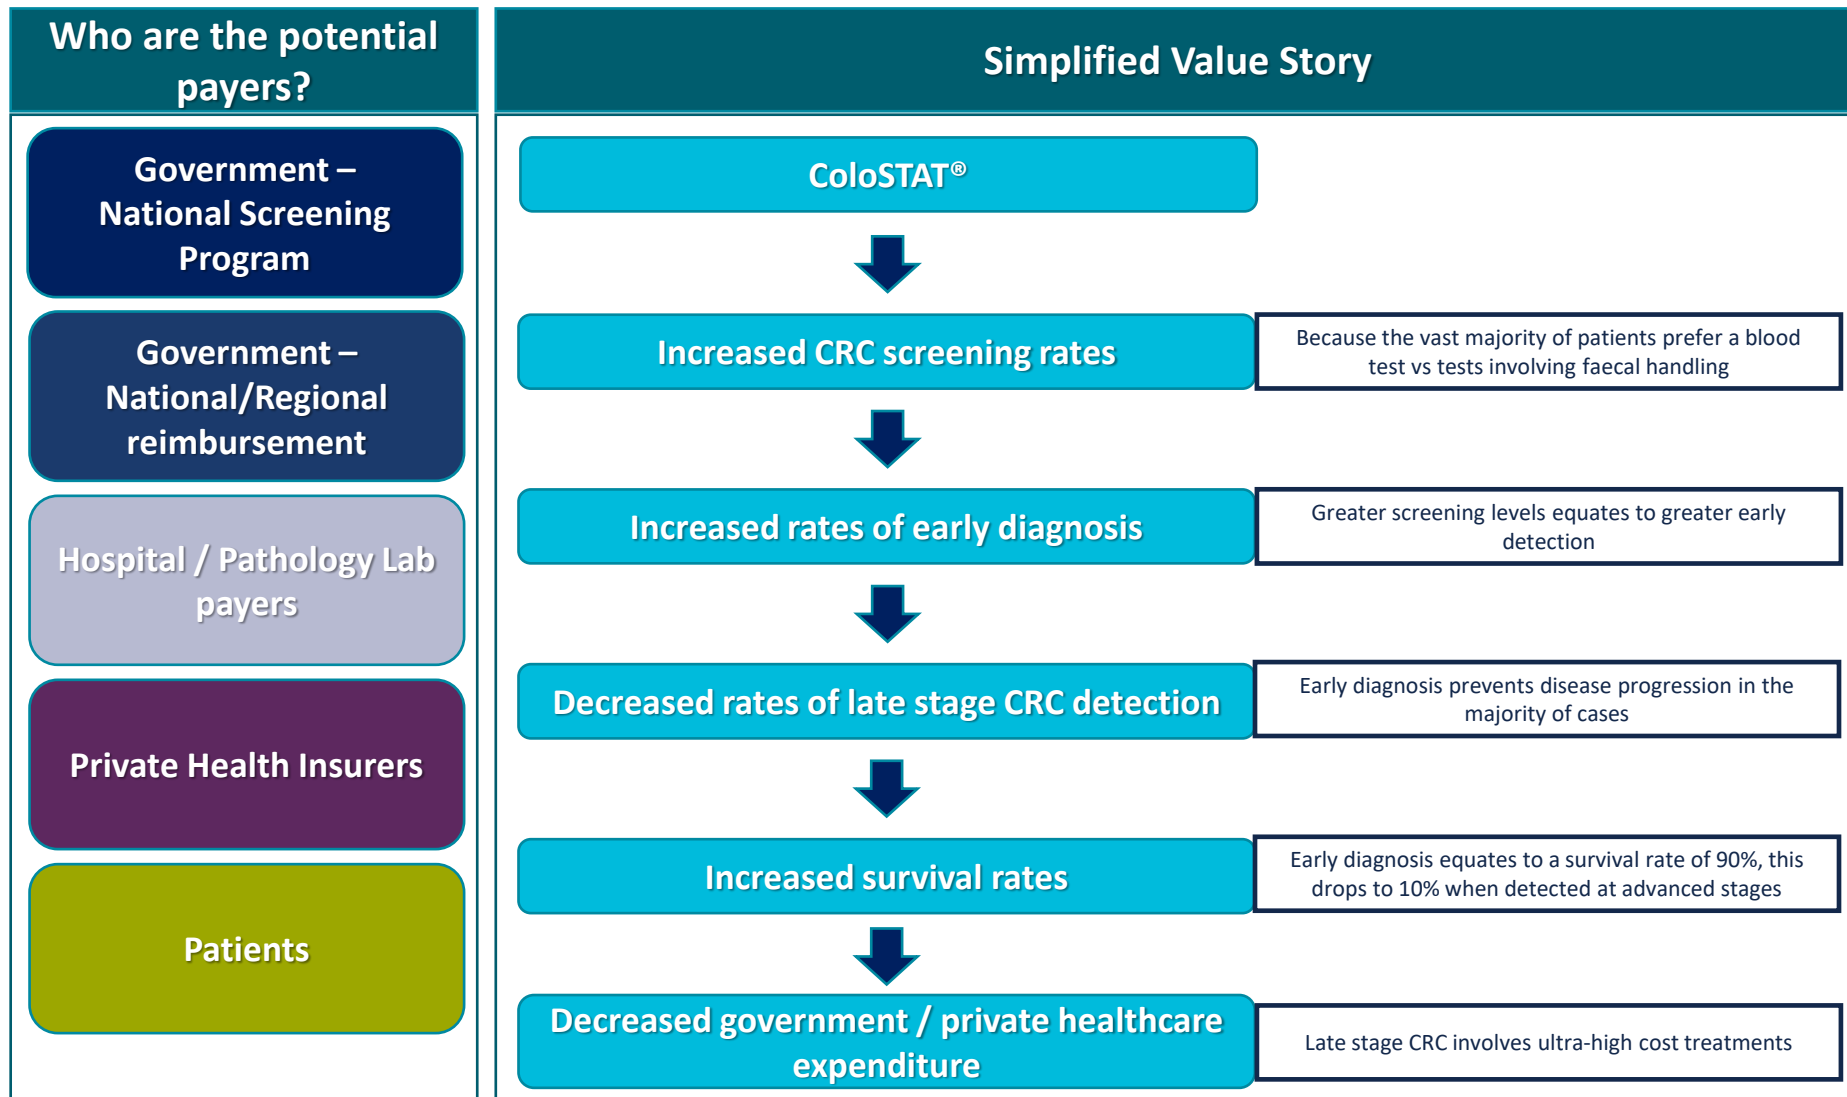 Who are the potential
payers?
Government –
National Screening
Program
Government –
National/Regional
reimbursement
Hospital / Pathology Lab
payers
Private Health Insurers
Patients
Simplified Value Story
ColoSTAT®
Increased CRC screening rates
Because the vast majority of patients prefer a blood
test vs tests involving faecal handling
Increased rates of early diagnosis
Greater screening levels equates to greater early
detection
Decreased rates of late stage CRC detection
Early diagnosis prevents disease progression in the
majority of cases
Increased survival rates
Early diagnosis equates to a survival rate of 90%, this
drops to 10% when detected at advanced stages
Decreased government / private healthcare
expenditure
Late stage CRC involves ultra-high cost treatments